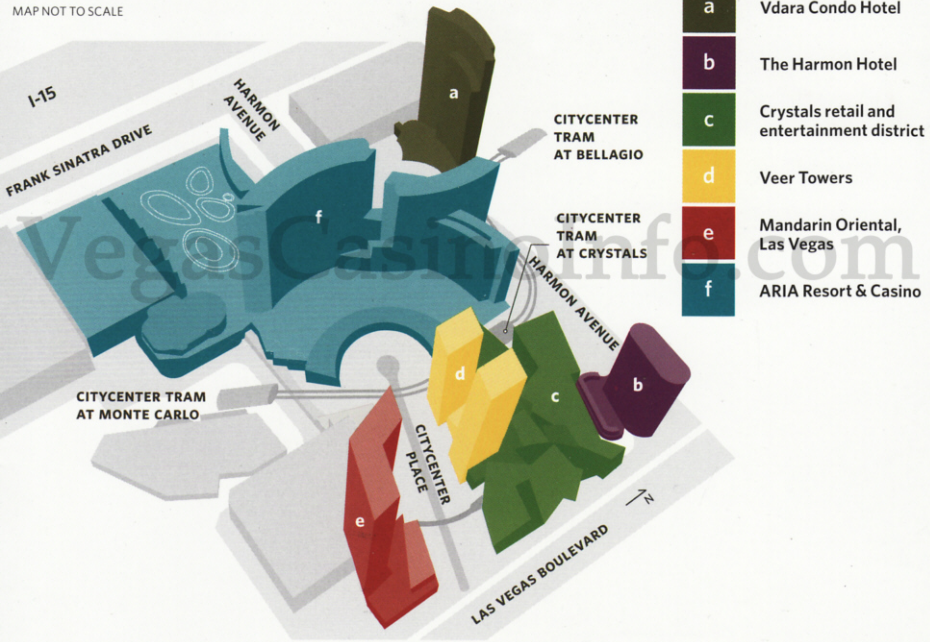 MAP NOT TO SCALE
a
Vdara Condo Hotel
b
The Harmon Hotel
c
Crystals retail and
entertainment district
d
Veer Towers
e
Mandarin Oriental,
Las Vegas
f
ARIA Resort & Casino
I-15
FRANK SINATRA DRIVE
HARMON
AVENUE
a
CITYCENTER
TRAM
AT BELLAGIO
f
CITYCENTER
TRAM
AT CRYSTALS
VegasCasinoInfo.com
HARMON AVENUE
d
b
c
CITYCENTER TRAM
AT MONTE CARLO
CITYCENTER
PLACE
e
N
LAS VEGAS BOULEVARD